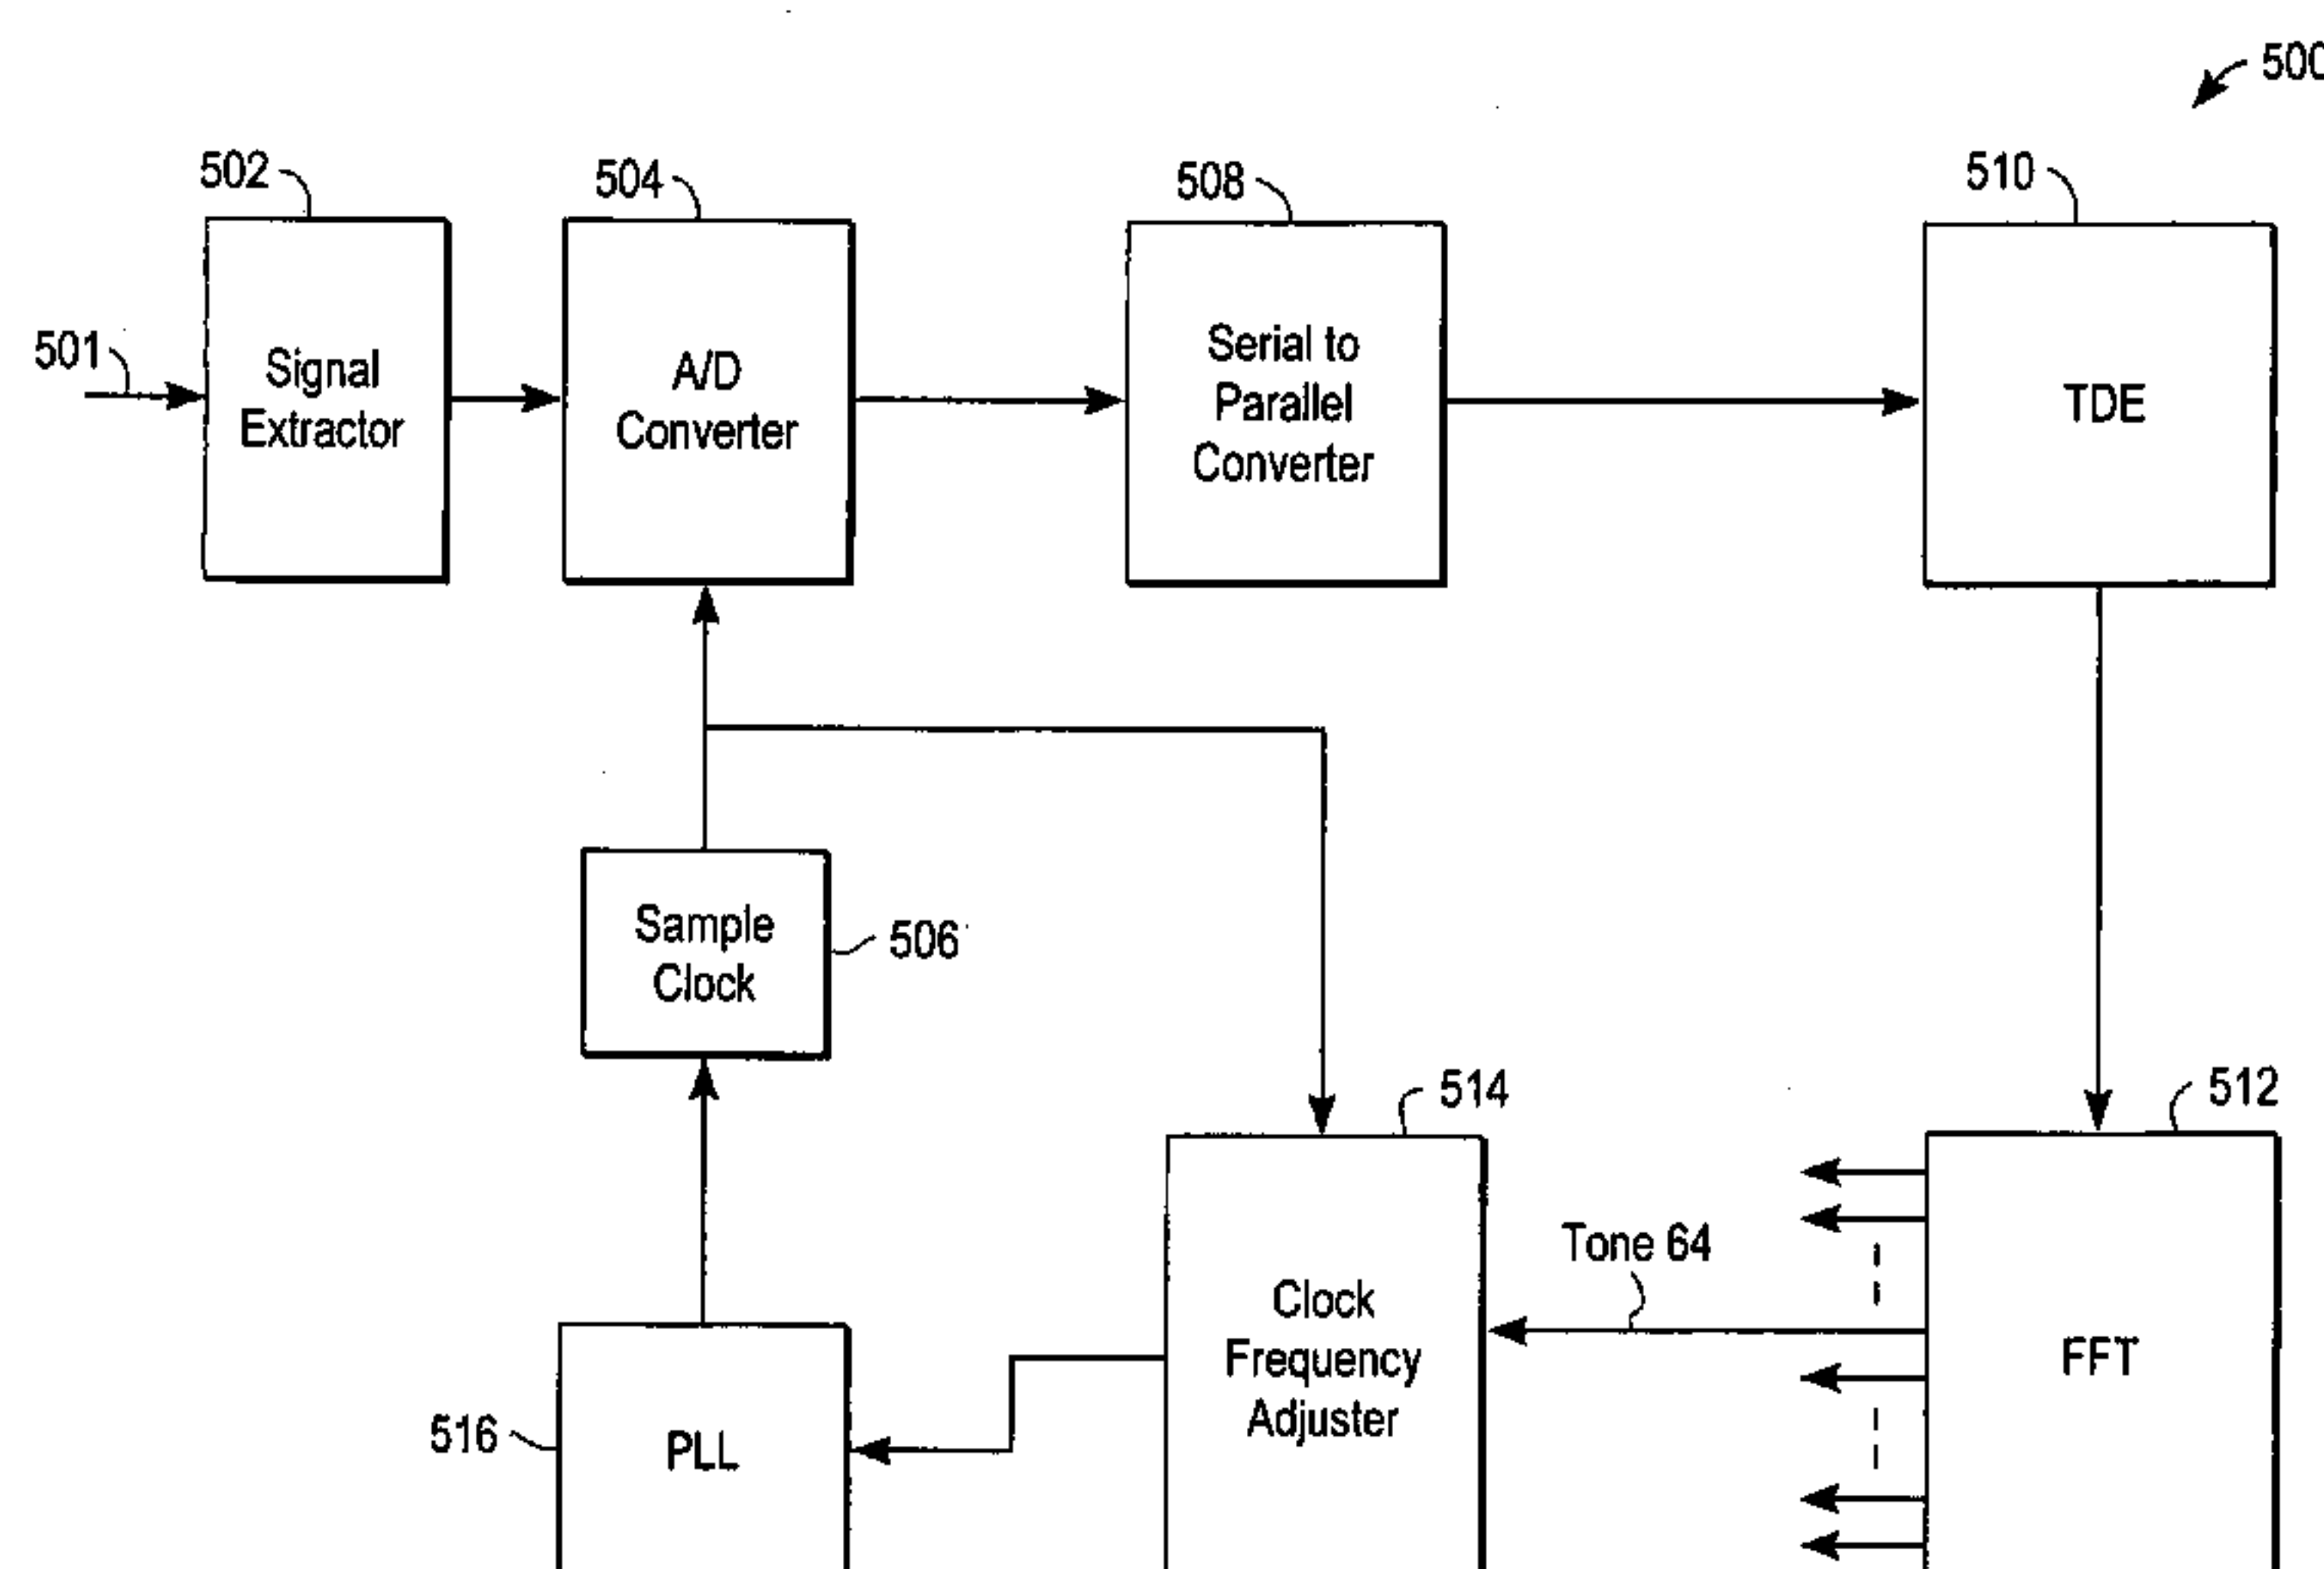 500
502
504
508
510
501
Signal
Extractor
A/D
Converter
Serial to
Parallel
Converter
TDE
Sample
Clock
506
514
512
Tone 64
Clock
Frequency
Adjuster
FFT
516
PLL